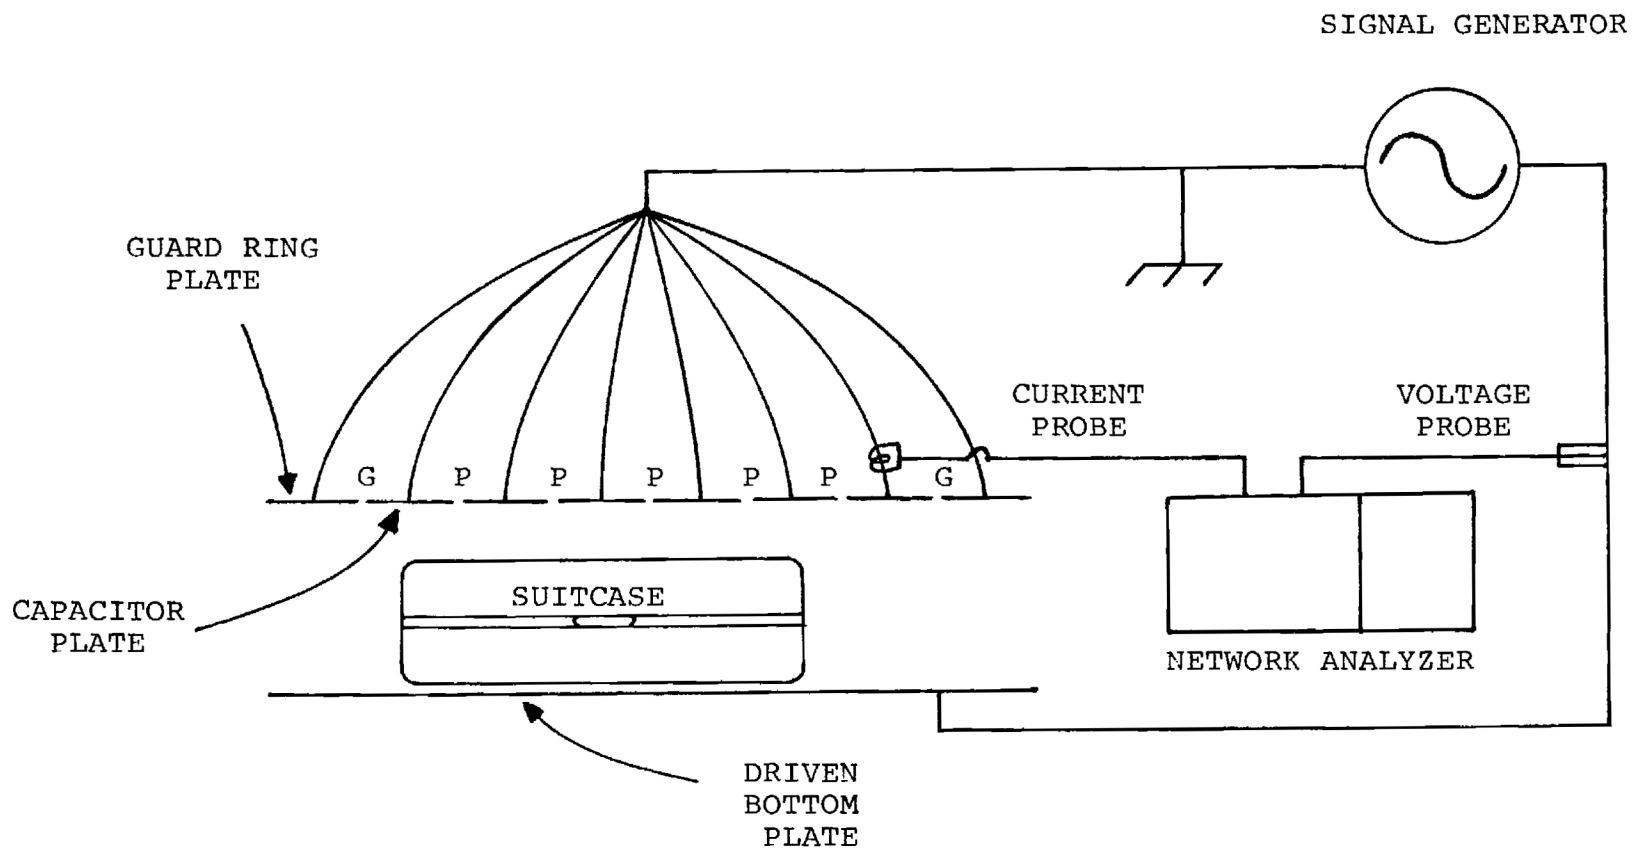 SIGNAL GENERATOR
GUARD RING
PLATE
CURRENT
PROBE
VOLTAGE
PROBE
G P P P P P G
SUITCASE
CAPACITOR
PLATE
NETWORK ANALYZER
DRIVEN
BOTTOM
PLATE